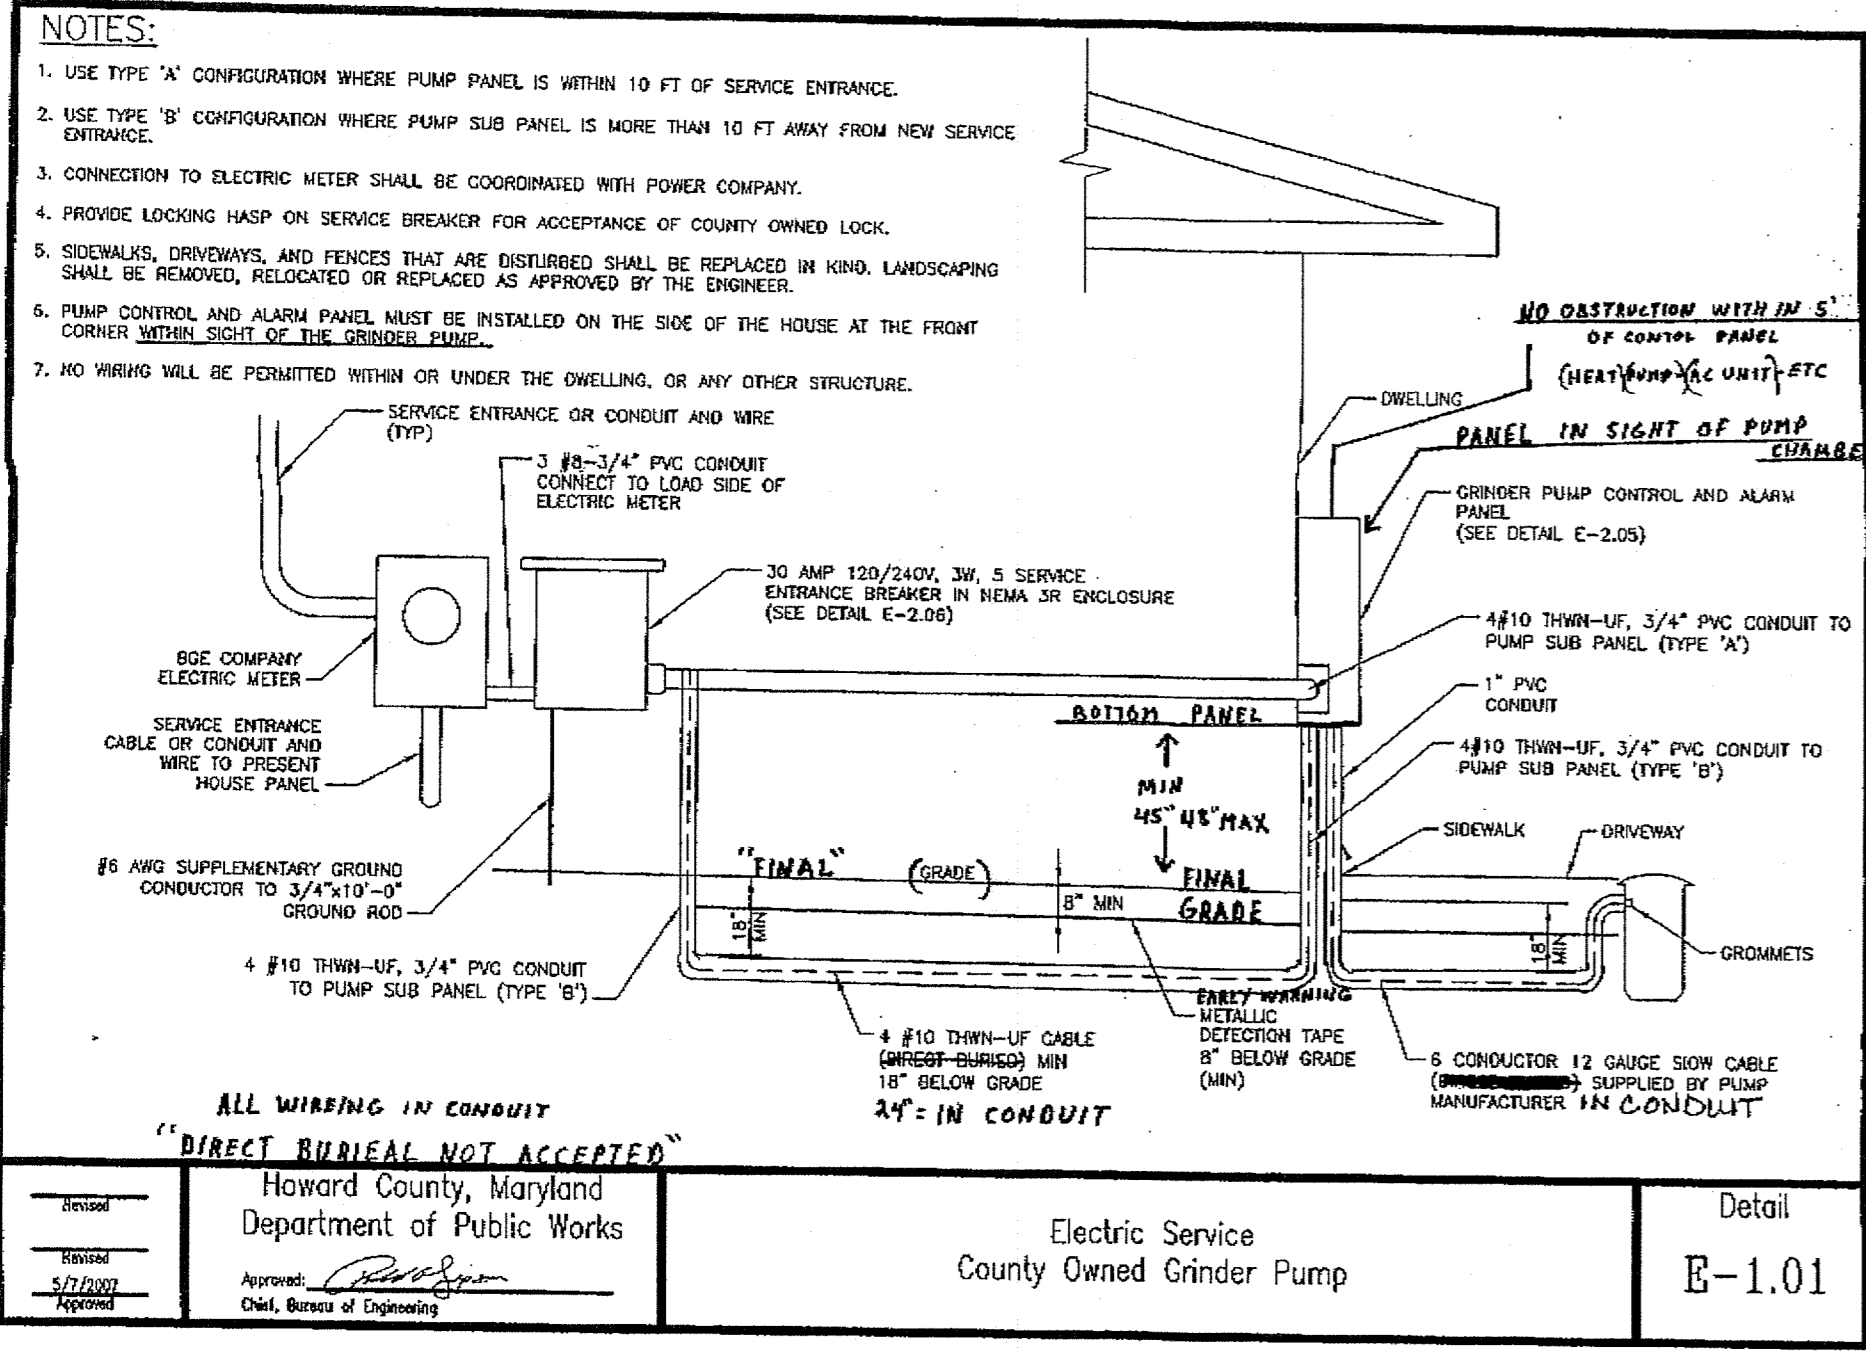 NOTES:
1. USE TYPE 'A' CONFIGURATION WHERE PUMP PANEL IS WITHIN 10 FT OF SERVICE ENTRANCE.
2. USE TYPE 'B' CONFIGURATION WHERE PUMP SUB PANEL IS MORE THAN 10 FT AWAY FROM NEW SERVICE
ENTRANCE.
3. CONNECTION TO ELECTRIC METER SHALL BE COORDINATED WITH POWER COMPANY.
4. PROVIDE LOCKING HASP ON SERVICE BREAKER FOR ACCEPTANCE OF COUNTY OWNED LOCK.
5. SIDEWALKS, DRIVEWAYS, AND FENCES THAT ARE DISTURBED SHALL BE REPLACED IN KIND. LANDSCAPING
SHALL BE REMOVED, RELOCATED OR REPLACED AS APPROVED BY THE ENGINEER.
6. PUMP CONTROL AND ALARM PANEL MUST BE INSTALLED ON THE SIDE OF THE HOUSE AT THE FRONT
CORNER WITHIN SIGHT OF THE GRINDER PUMP.
7. NO WIRING WILL BE PERMITTED WITHIN OR UNDER THE DWELLING, OR ANY OTHER STRUCTURE.
NO OBSTRUCTION WITH IN 5'
OF CONTOL PANEL
(HEAT)(PUMP)(AC UNIT)-ETC
DWELLING
PANEL IN SIGHT OF PUMP
CHAMBE
GRINDER PUMP CONTROL AND ALARM
PANEL
(SEE DETAIL E-2.05)
SERVICE ENTRANCE OR CONDUIT AND WIRE
(TYP)
3 #8-3/4" PVC CONDUIT
CONNECT TO LOAD SIDE OF
ELECTRIC METER
30 AMP 120/240V, 3W, 5 SERVICE
ENTRANCE BREAKER IN NEMA 3R ENCLOSURE
(SEE DETAIL E-2.06)
4#10 THWN-UF, 3/4" PVC CONDUIT TO
PUMP SUB PANEL (TYPE 'A')
BGE COMPANY
ELECTRIC METER
1" PVC
CONDUIT
BOTTOM PANEL
SERVICE ENTRANCE
CABLE OR CONDUIT AND
WIRE TO PRESENT
HOUSE PANEL
4#10 THWN-UF, 3/4" PVC CONDUIT TO
PUMP SUB PANEL (TYPE 'B')
MIN
45" 48" MAX
SIDEWALK
DRIVEWAY
#6 AWG SUPPLEMENTARY GROUND
CONDUCTOR TO 3/4"x10'-0"
GROUND ROD
"FINAL"
(GRADE)
FINAL
GRADE
8" MIN
18"
MIN
18"
MIN
GROMMETS
4 #10 THWN-UF, 3/4" PVC CONDUIT
TO PUMP SUB PANEL (TYPE 'B')
EARLY WARNING
METALLIC
DETECTION TAPE
8" BELOW GRADE
(MIN)
4 #10 THWN-UF CABLE
(DIRECT BURIED) MIN
18" BELOW GRADE
24"= IN CONDUIT
6 CONDUCTOR 12 GAUGE SIOW CABLE
SUPPLIED BY PUMP
MANUFACTURER IN CONDUIT
ALL WIREING IN CONDUIT
"DIRECT BURIEAL NOT ACCEPTED"
Revised
Revised
5/7/2007
Approved
Howard County, Maryland
Department of Public Works
Approved:
Chief, Bureau of Engineering
Electric Service
County Owned Grinder Pump
Detail
E-1.01